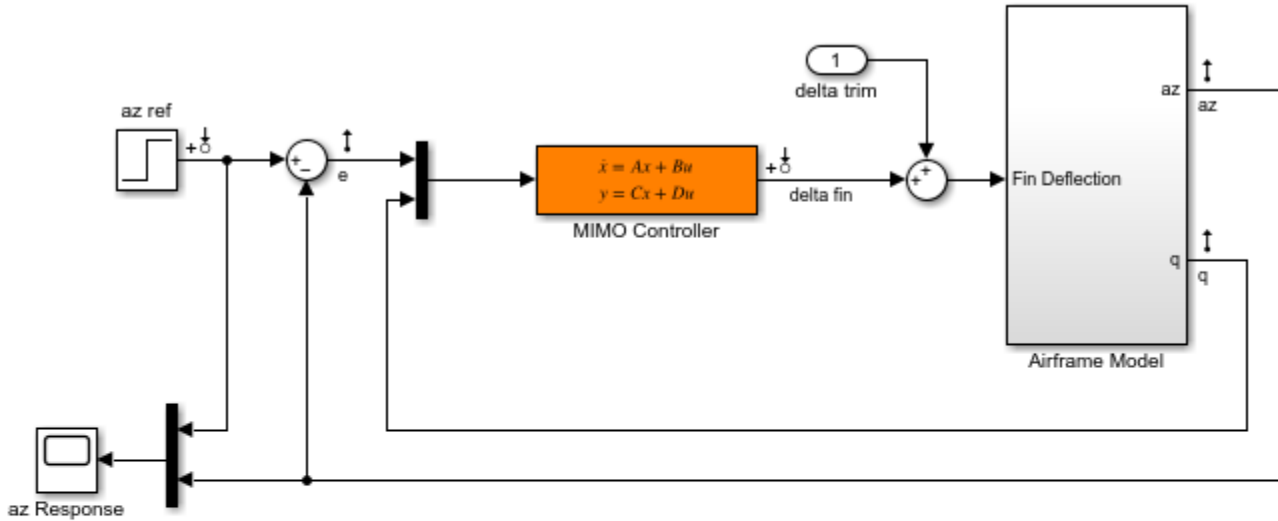 1
delta trim
az ref
e
ẋ = Ax + Bu
y = Cx + Du
MIMO Controller
delta fin
Fin Deflection
az
az
q
q
Airframe Model
az Response